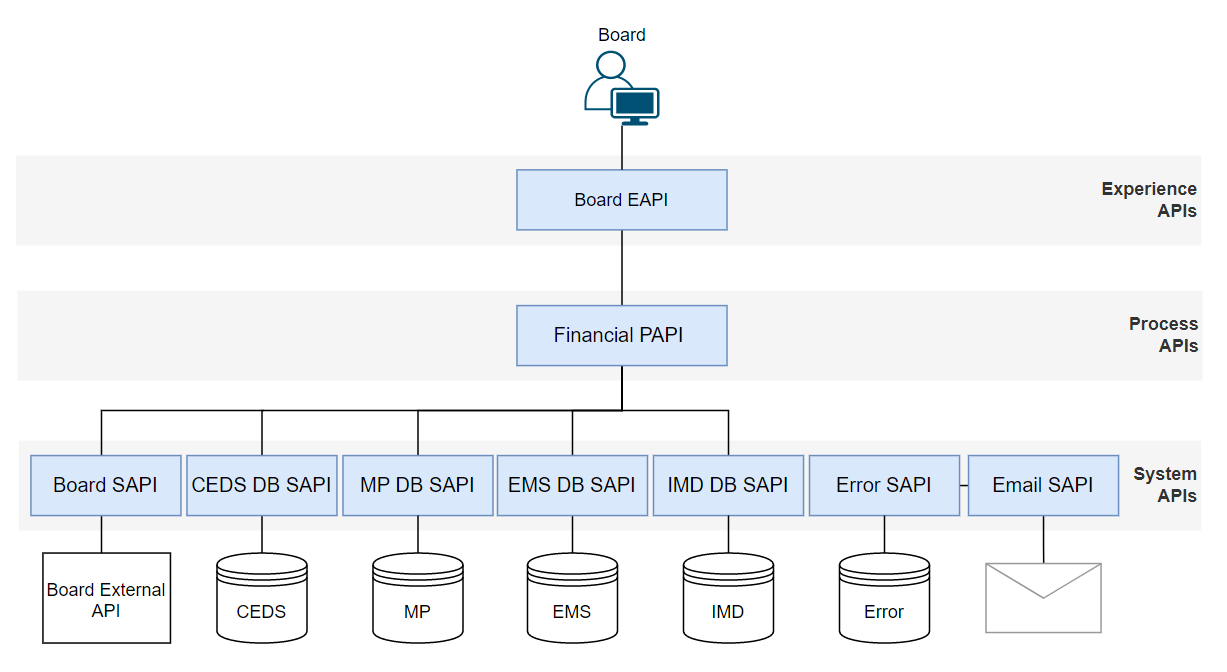 Board
Board EAPI
Experience
APIs
Financial PAPI
Process
APIs
Board SAPI
CEDS DB SAPI
MP DB SAPI
EMS DB SAPI
IMD DB SAPI
Error SAPI
Email SAPI
System
APIs
Board External
API
CEDS
MP
EMS
IMD
Error